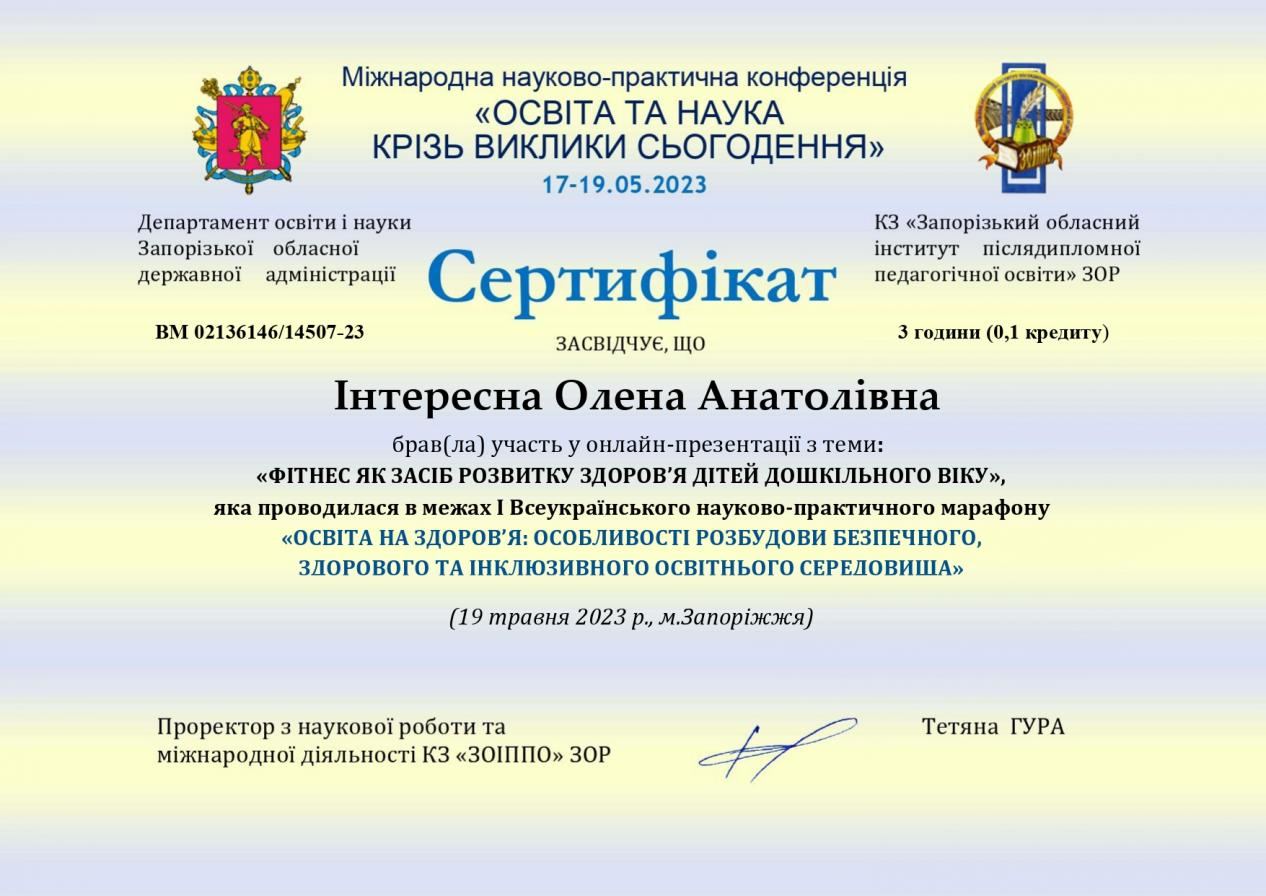 Міжнародна науково-практична конференція
«ОСВІТА ТА НАУКА
КРІЗЬ ВИКЛИКИ СЬОГОДЕННЯ»
17-19.05.2023
ЗОІППО
Департамент освіти і науки
Запорізької обласної
державної адміністрації
КЗ «Запорізький обласний
інститут післядипломної
педагогічної освіти» ЗОР
Сертифікат
ВМ 02136146/14507-23
3 години (0,1 кредиту)
ЗАСВІДЧУЄ, ЩО
Інтересна Олена Анатолівна
брав(ла) участь у онлайн-презентації з теми:
«ФІТНЕС ЯК ЗАСІБ РОЗВИТКУ ЗДОРОВ’Я ДІТЕЙ ДОШКІЛЬНОГО ВІКУ»,
яка проводилася в межах І Всеукраїнського науково-практичного марафону
«ОСВІТА НА ЗДОРОВ’Я: ОСОБЛИВОСТІ РОЗБУДОВИ БЕЗПЕЧНОГО,
ЗДОРОВОГО ТА ІНКЛЮЗИВНОГО ОСВІТНЬОГО СЕРЕДОВИЩА»
(19 травня 2023 р., м.Запоріжжя)
Проректор з наукової роботи та
міжнародної діяльності КЗ «ЗОІППО» ЗОР
Тетяна ГУРА